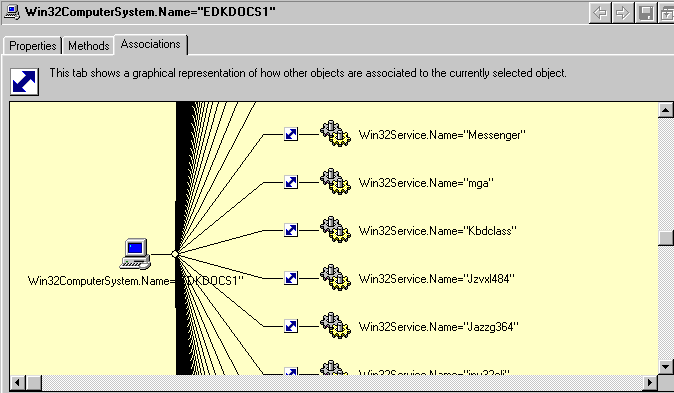 Win32ComputerSystem.Name="EDKDOCS1"
Properties
Methods
Associations
This tab shows a graphical representation of how other objects are associated to the currently selected object.
Win32Service.Name="Messenger"
Win32Service.Name="mga"
Win32Service.Name="Kbdclass"
Win32ComputerSystem.Name="EDKDOCS1"
Win32Service.Name="Jzvxl484"
Win32Service.Name="Jazzg364"